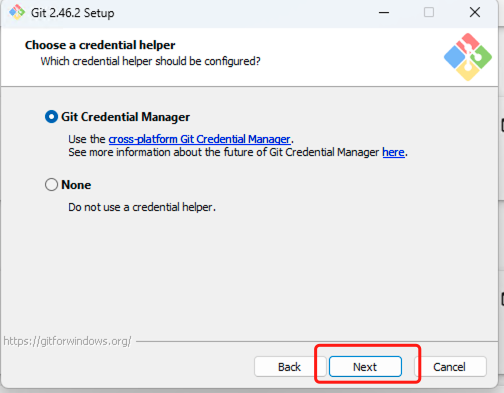 Git 2.46.2 Setup
Choose a credential helper
Which credential helper should be configured?
Git Credential Manager
Use the cross-platform Git Credential Manager.
See more information about the future of Git Credential Manager here.
None
Do not use a credential helper.
https://gitforwindows.org/
Back Next Cancel